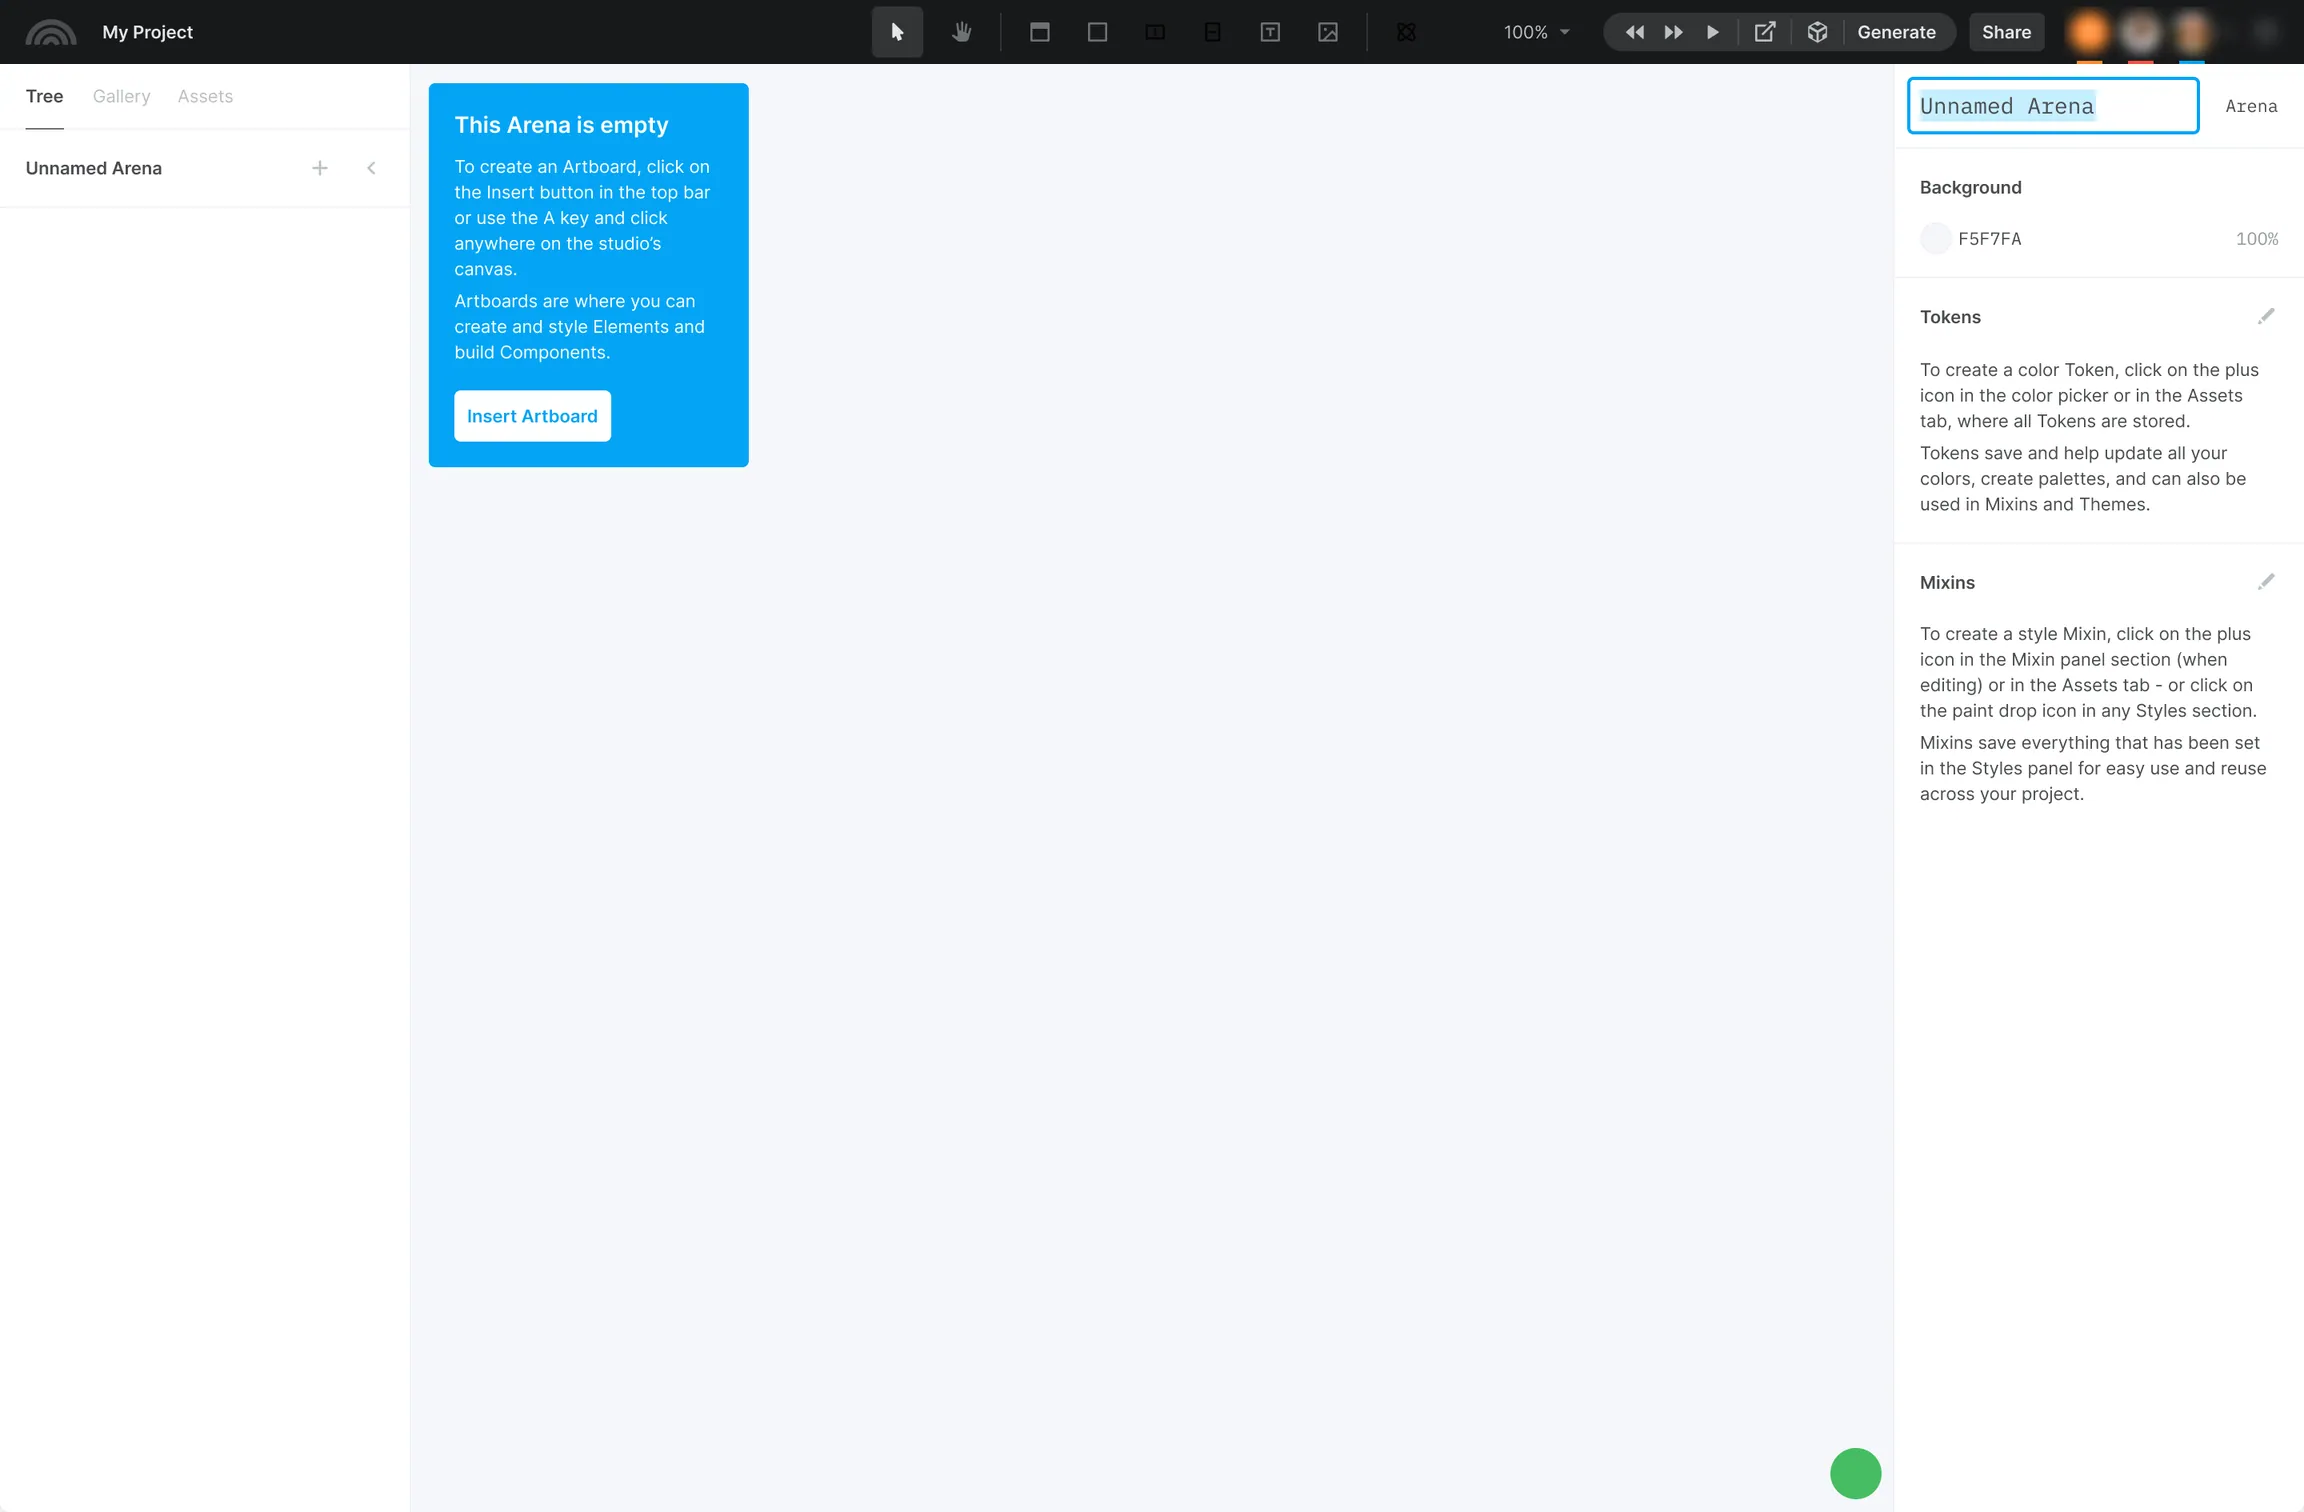 My Project
100%
Generate
Share
Tree
Gallery
Assets
Unnamed Arena
This Arena is empty
To create an Artboard, click on
the Insert button in the top bar
or use the A key and click
anywhere on the studio’s
canvas.
Artboards are where you can
create and style Elements and
build Components.
Insert Artboard
Unnamed Arena
Arena
Background
F5F7FA
100%
Tokens
To create a color Token, click on the plus
icon in the color picker or in the Assets
tab, where all Tokens are stored.
Tokens save and help update all your
colors, create palettes, and can also be
used in Mixins and Themes.
Mixins
To create a style Mixin, click on the plus
icon in the Mixin panel section (when
editing) or in the Assets tab - or click on
the paint drop icon in any Styles section.
Mixins save everything that has been set
in the Styles panel for easy use and reuse
across your project.